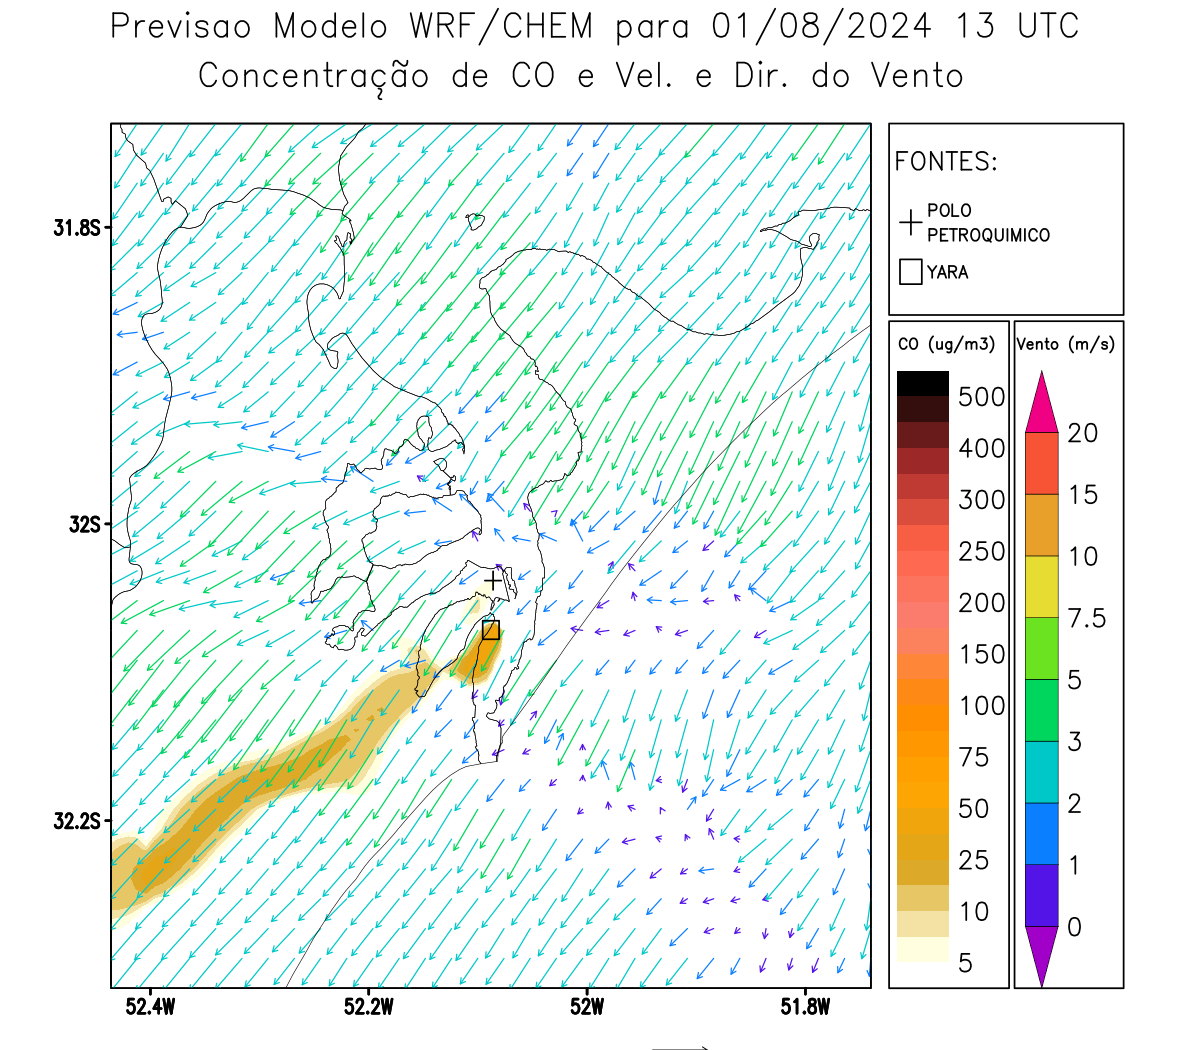 Previsao Modelo WRF/CHEM para 01/08/2024 13 UTC
Concentração de CO e Vel. e Dir. do Vento
FONTES:
POLO
PETROQUIMICO
YARA
31.8S
32S
32.2S
52.4W
52.2W
52W
51.8W
CO (ug/m3)
500
400
300
250
200
150
100
75
50
25
10
5
Vento (m/s)
20
15
10
7.5
5
3
2
1
0